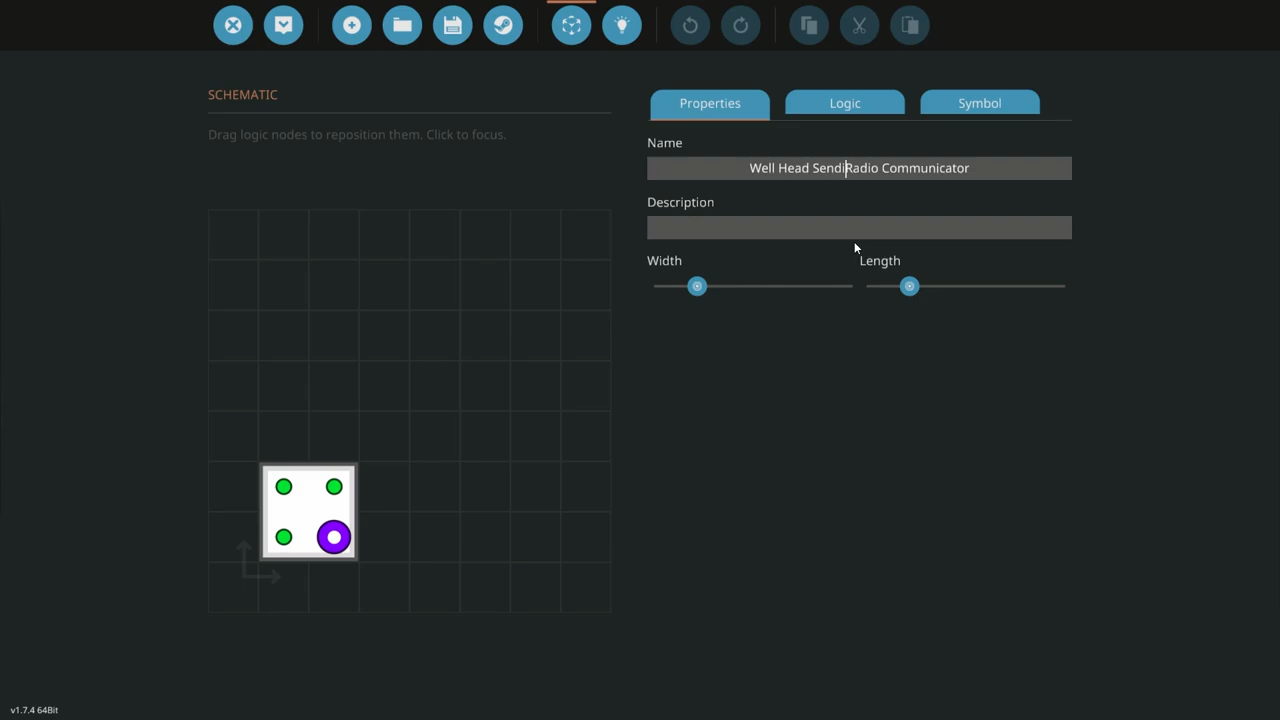 SCHEMATIC
Drag logic nodes to reposition them. Click to focus.
Properties
Logic
Symbol
Name
Well Head SendiRadio Communicator
Description
Width
Length
v1.7.4 64Bit